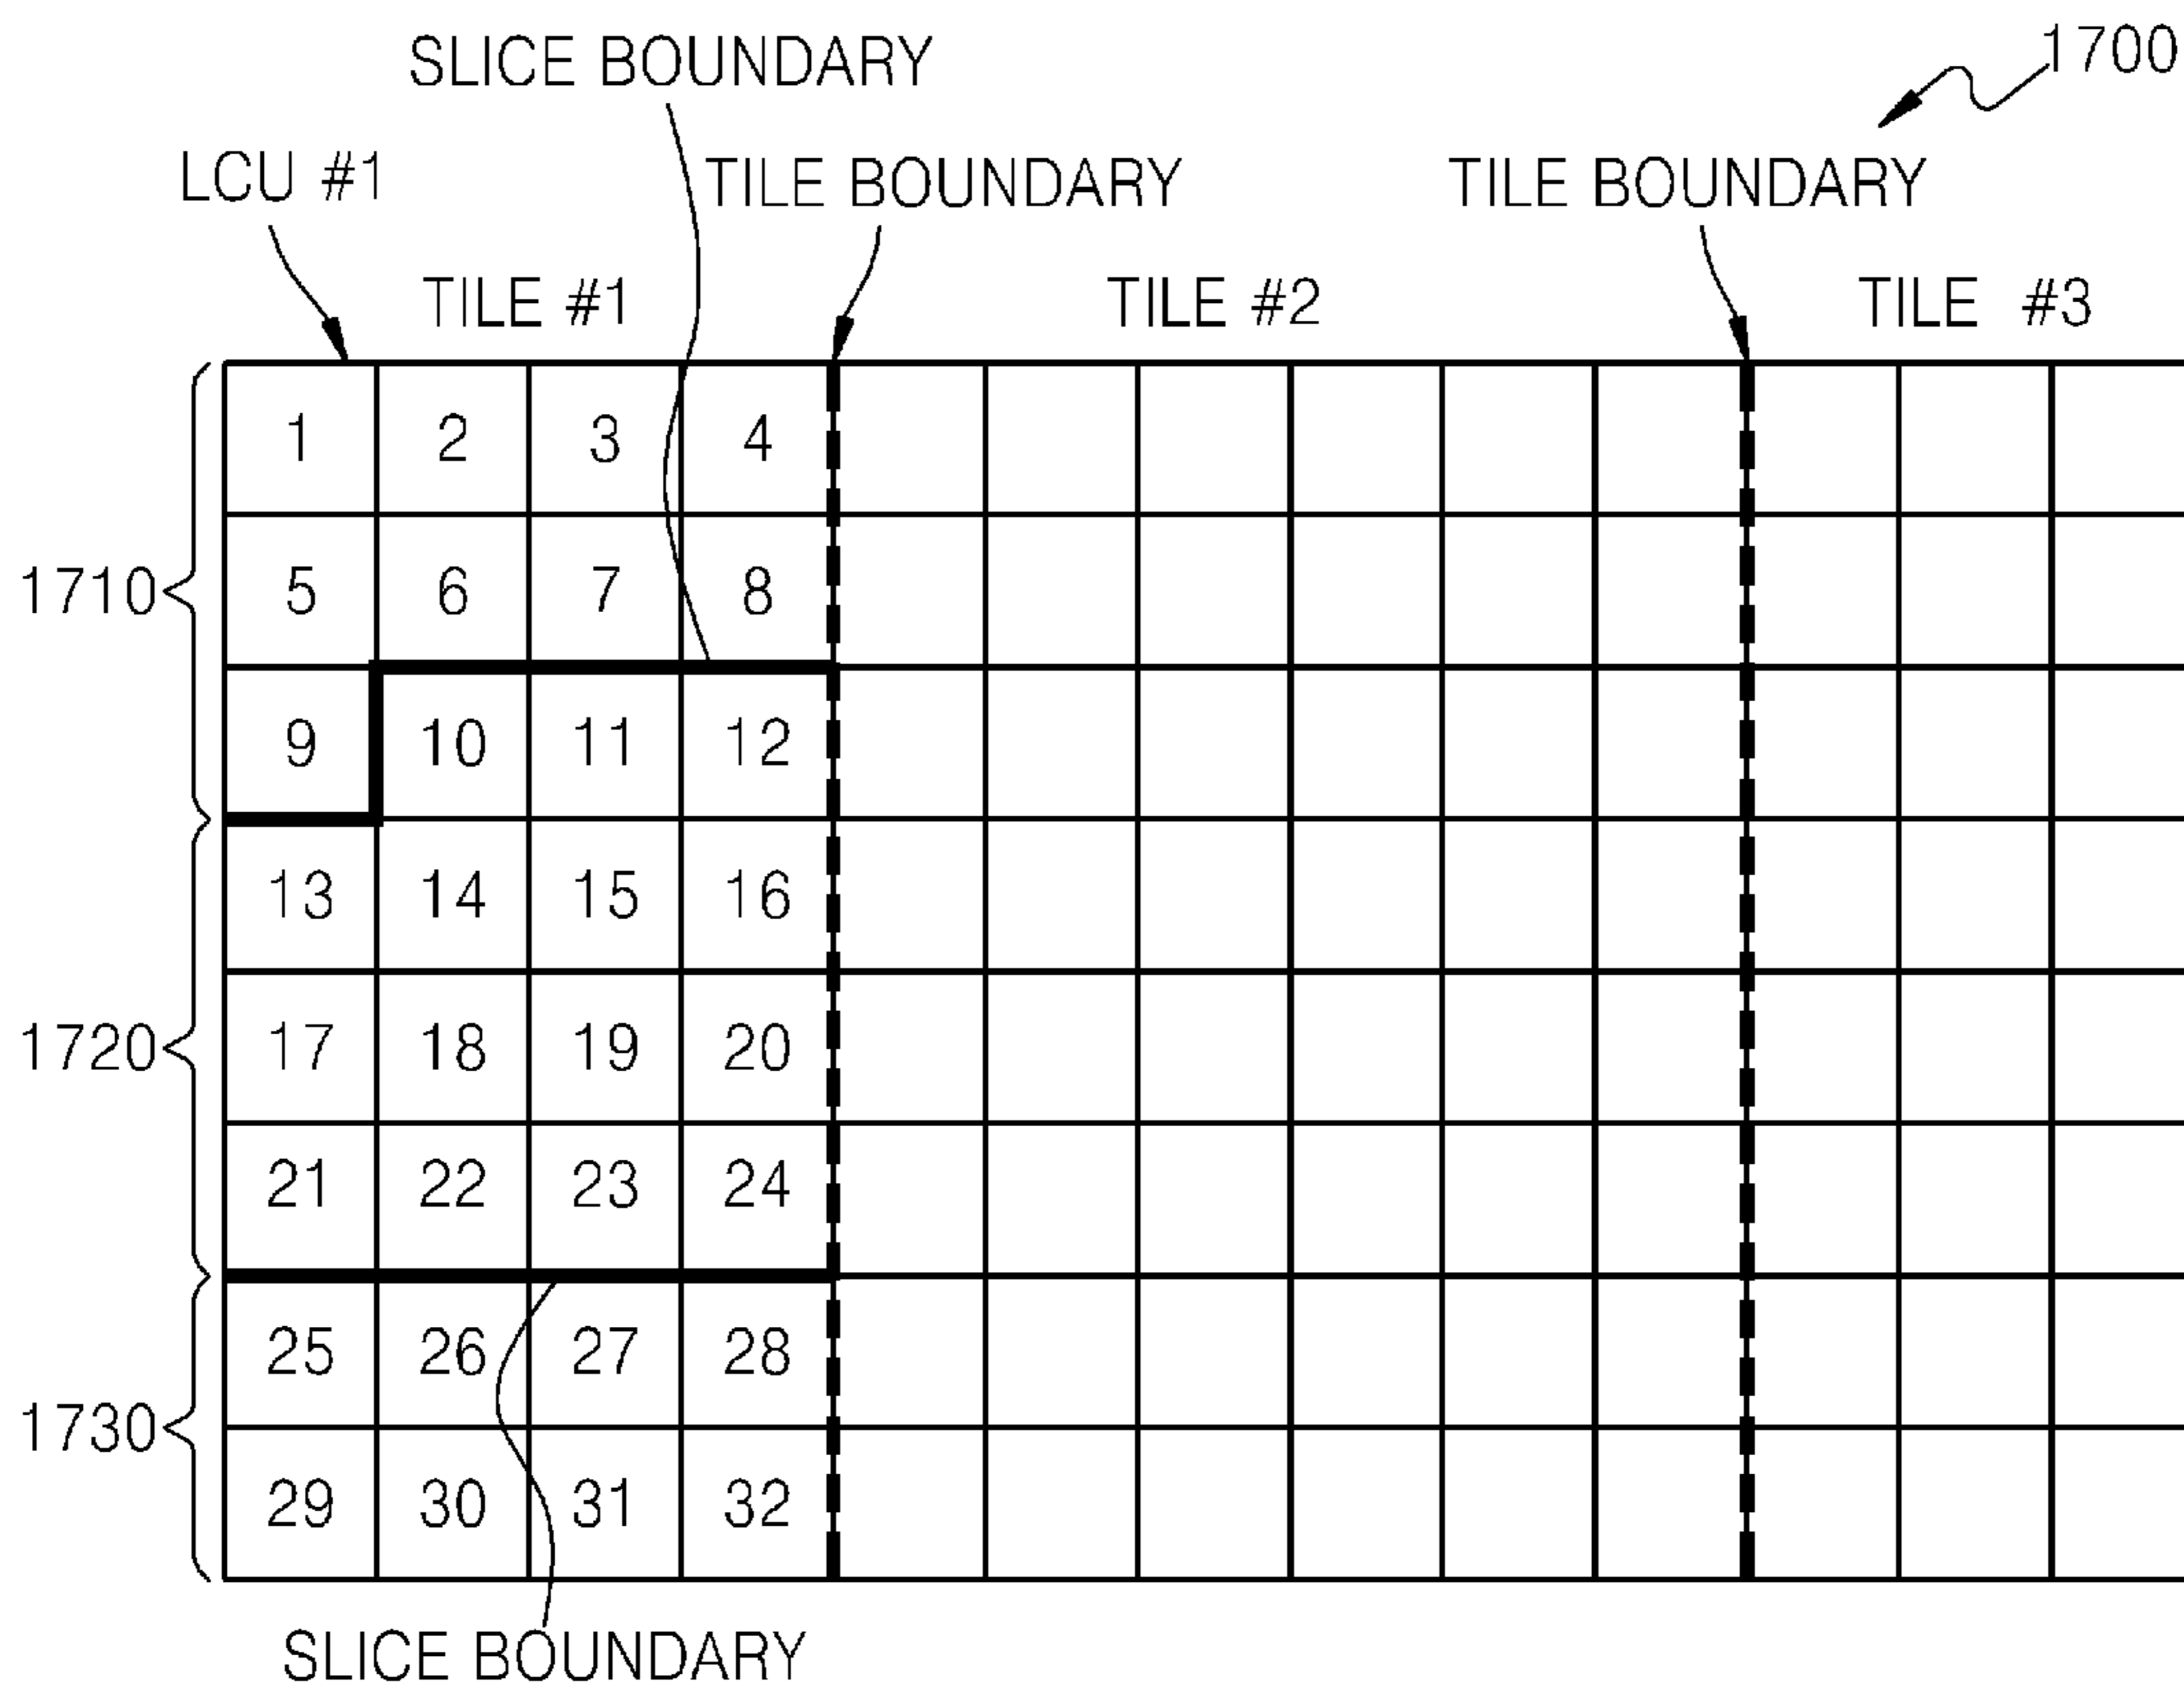 SLICE BOUNDARY
1700
LCU #1
TILE BOUNDARY
TILE BOUNDARY
TILE #1
TILE #2
TILE #3
1 2 3 4
1710
5 6 7 8
9 10 11 12
13 14 15 16
1720
17 18 19 20
21 22 23 24
25 26 27 28
1730
29 30 31 32
SLICE BOUNDARY